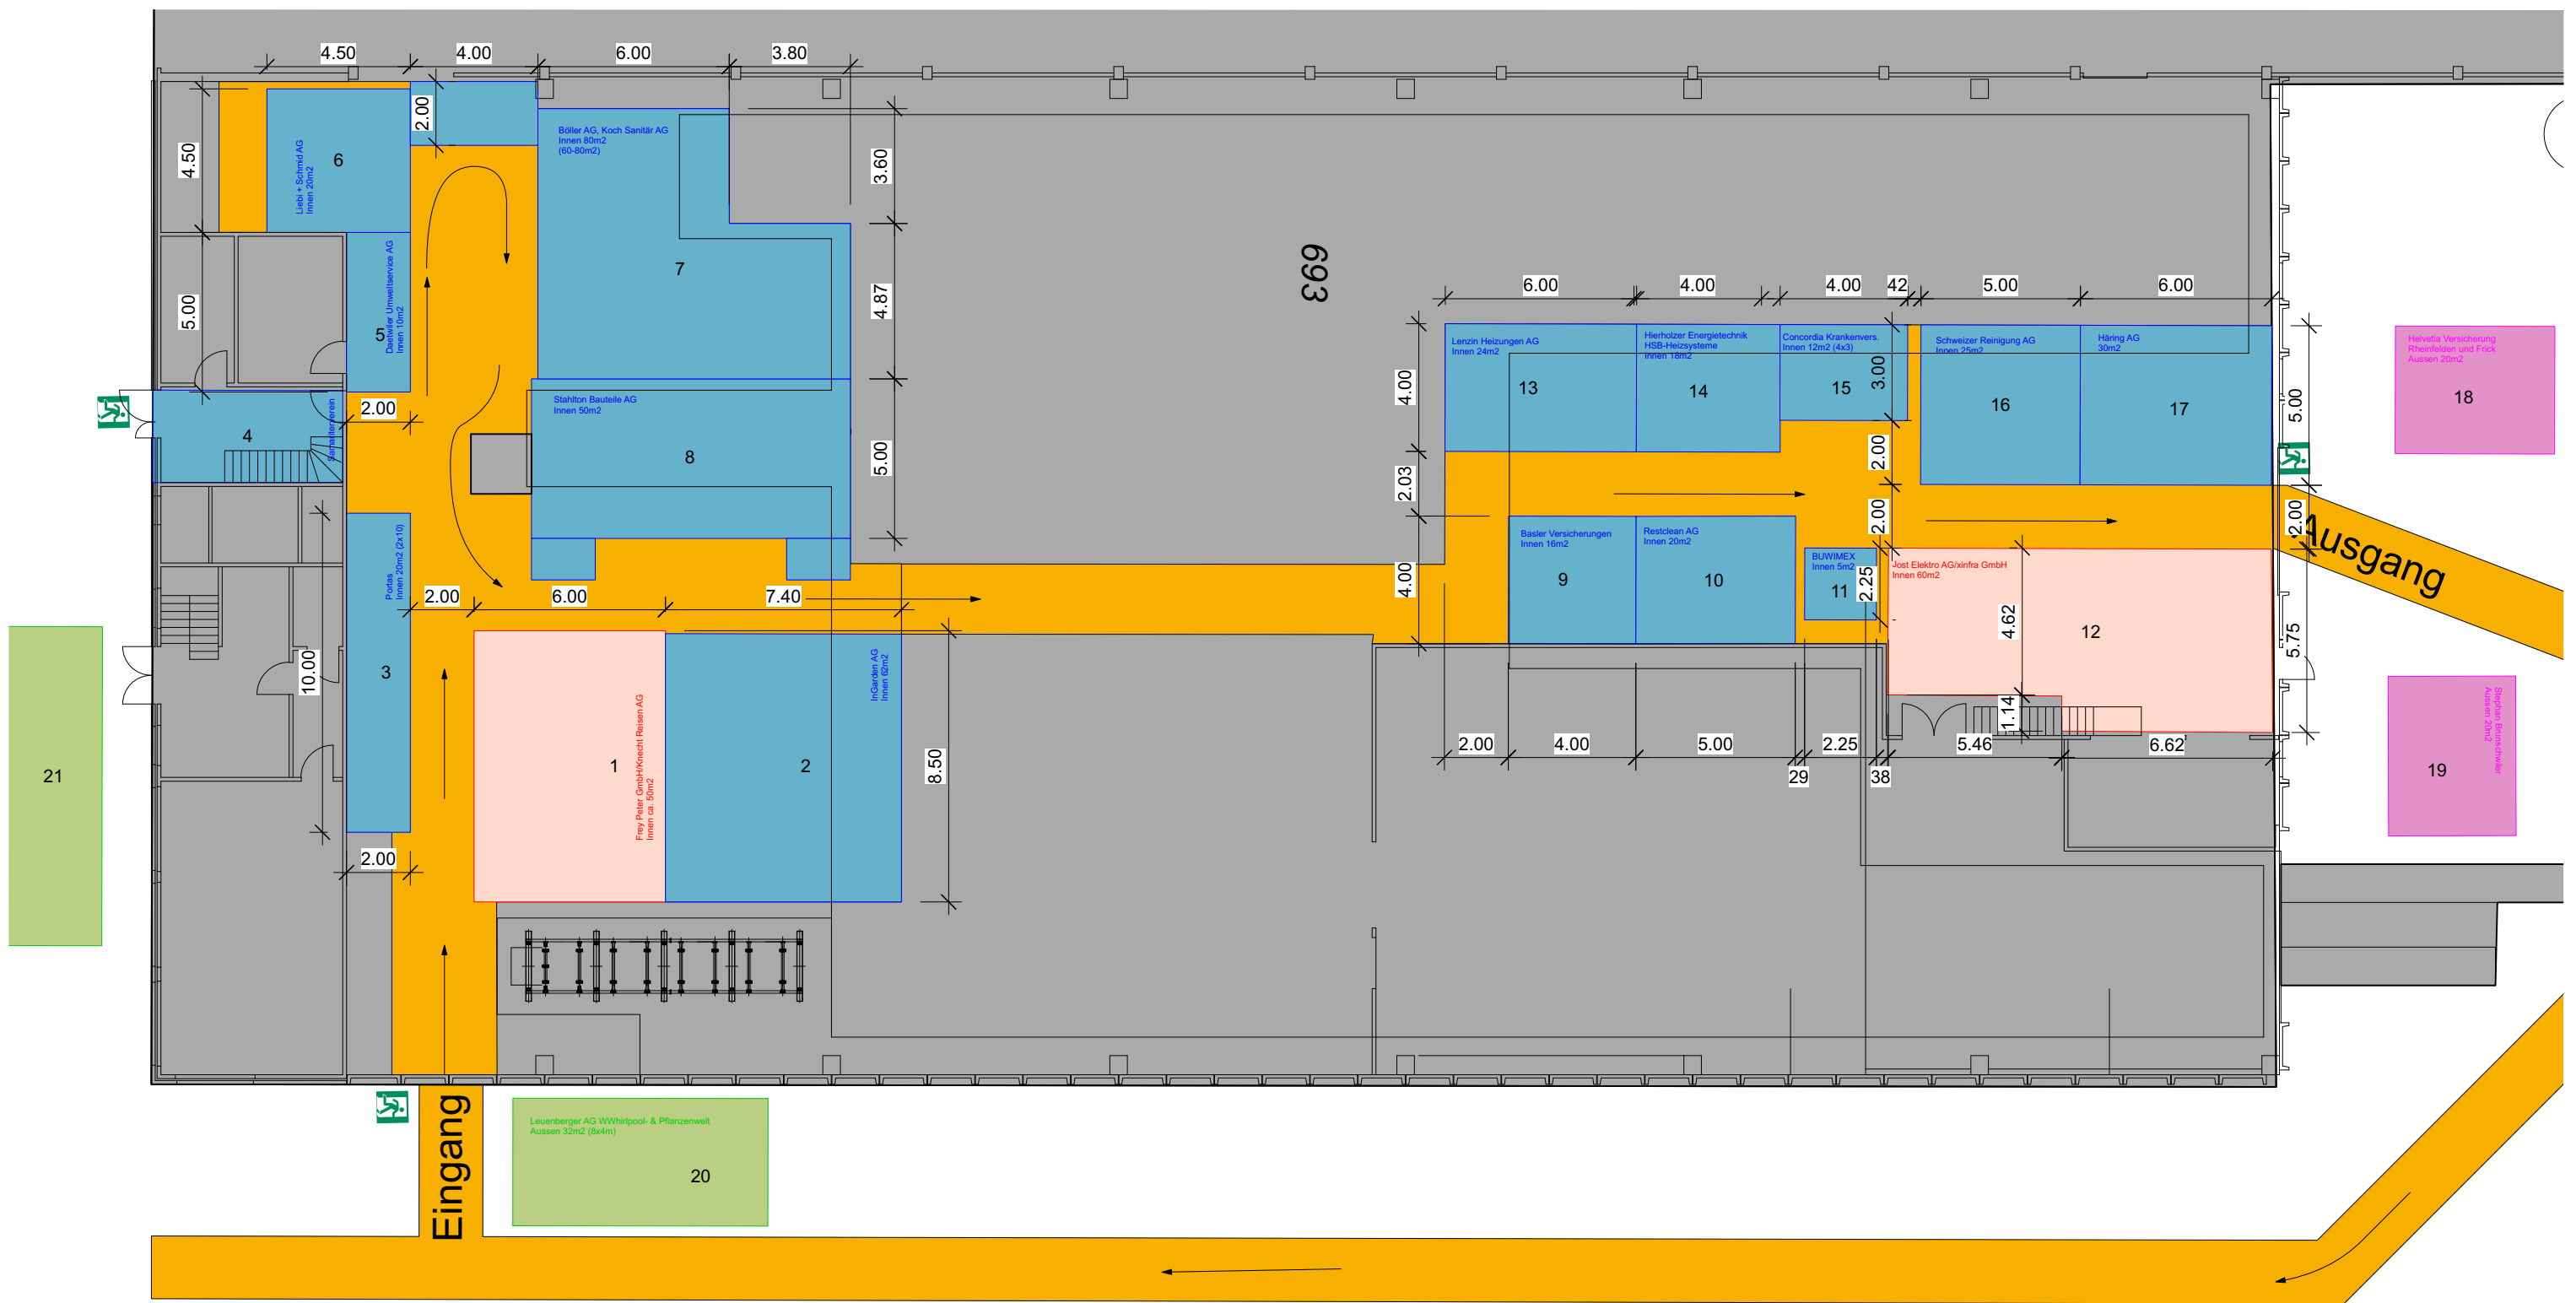 4.50
4.00
6.00
3.80
2.00
4.50
Liebi + Schmid AG
Innen 20m2
6
Böller AG, Koch Sanitär AG
Innen 80m2
(60-80m2)
7
3.60
4.87
5.00
5.00
Daetwiler Umweltservice AG
Innen 10m2
5
2.00
Samariterverein
4
Stahlton Bauteile AG
Innen 50m2
8
693
6.00
4.00
4.00
42
5.00
6.00
Lenzin Heizungen AG
Innen 24m2
13
Hierholzer Energietechnik
HSB-Heizsysteme
Innen 18m2
14
Concordia Krankenvers.
Innen 12m2 (4x3)
15
3.00
Schweizer Reinigung AG
Innen 25m2
16
Häring AG
30m2
17
5.00
Helvetia Versicherung
Rheinfelden und Frick
Aussen 20m2
18
4.00
2.03
4.00
2.00
2.00
2.00
Ausgang
Basler Versicherungen
Innen 16m2
9
Restclean AG
Innen 20m2
10
BUWIMEX
Innen 5m2
11
2.25
Jost Elektro AG/xinfra GmbH
Innen 60m2
12
4.62
1.14
5.75
Portas
Innen 20m2 (2x10)
3
10.00
2.00
2.00
6.00
7.40
Frey Peter GmbH/Knecht Reisen AG
Innen ca. 50m2
1
InGarden AG
Innen 62m2
2
8.50
2.00
4.00
5.00
29
2.25
38
5.46
6.62
Stephan Brunschwiler
Aussen 20m2
19
21
Eingang
Leuenberger AG WWhirlpool- & Pflanzenwelt
Aussen 32m2 (8x4m)
20